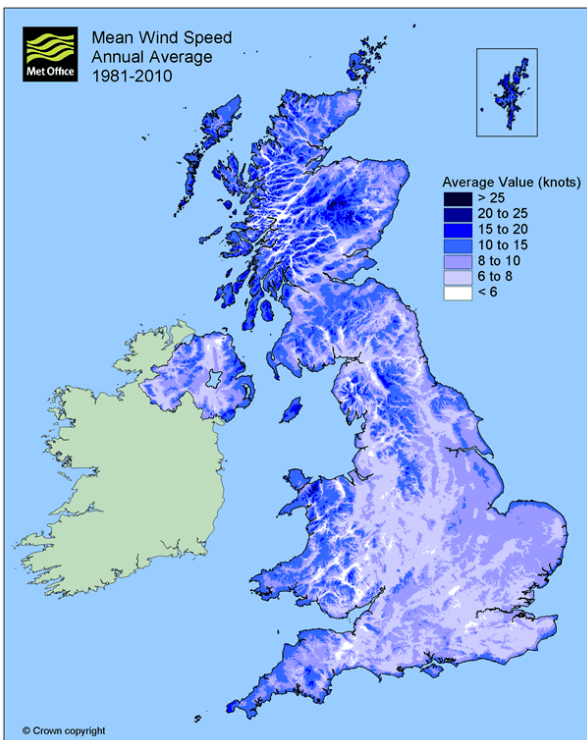 Met Office
Mean Wind Speed
Annual Average
1981-2010
Average Value (knots)
> 25
20 to 25
15 to 20
10 to 15
8 to 10
6 to 8
< 6
© Crown copyright